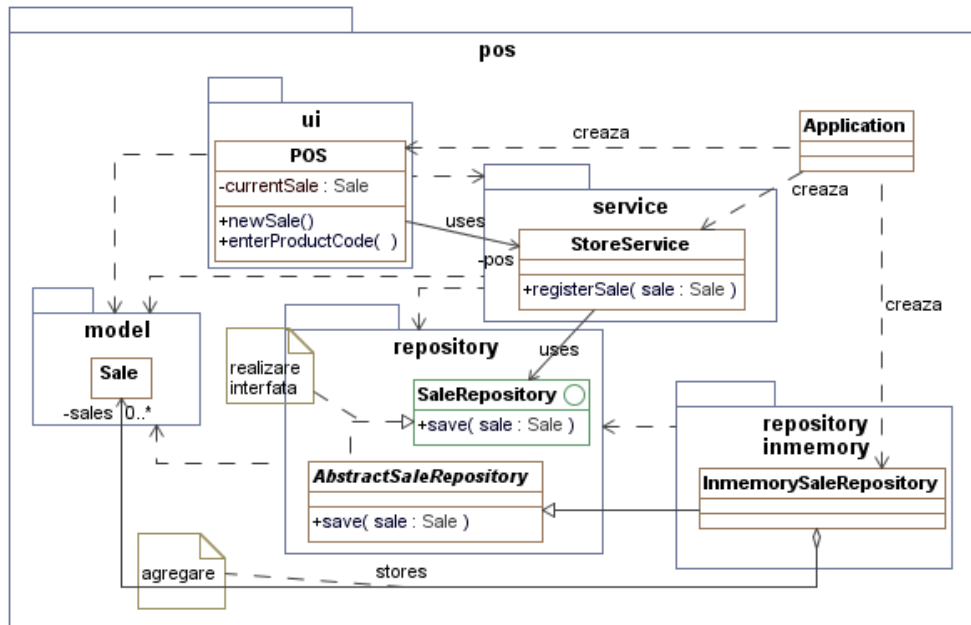 pos
ui
POS
-currentSale : Sale
+newSale()
+enterProductCode(  )
creaza
Application
creaza
service
uses
StoreService
-pos
+registerSale( sale : Sale )
creaza
model
Sale
-sales 0..*
realizare
interfata
repository
uses
SaleRepository
+save( sale : Sale )
AbstractSaleRepository
+save( sale : Sale )
repository
inmemory
InmemorySaleRepository
agregare
stores